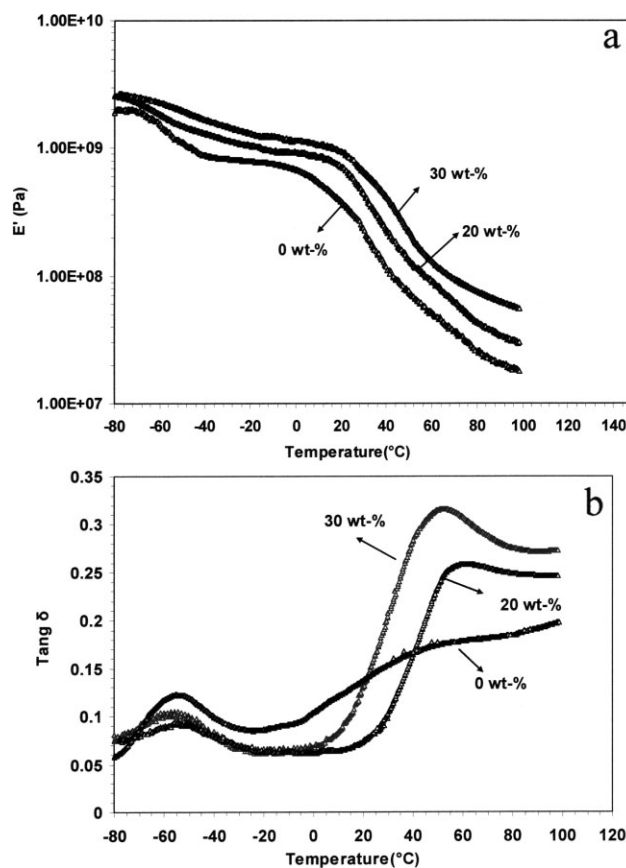 a
1.00E+10
1.00E+09
1.00E+08
1.00E+07
E' (Pa)
30 wt-%
20 wt-%
0 wt-%
-80 -60 -40 -20 0 20 40 60 80 100 120 140
Temperature(°C)
b
0.35
0.3
0.25
0.2
0.15
0.1
0.05
0
Tang δ
30 wt-%
20 wt-%
0 wt-%
-80 -60 -40 -20 0 20 40 60 80 100 120
Temperature(°C)